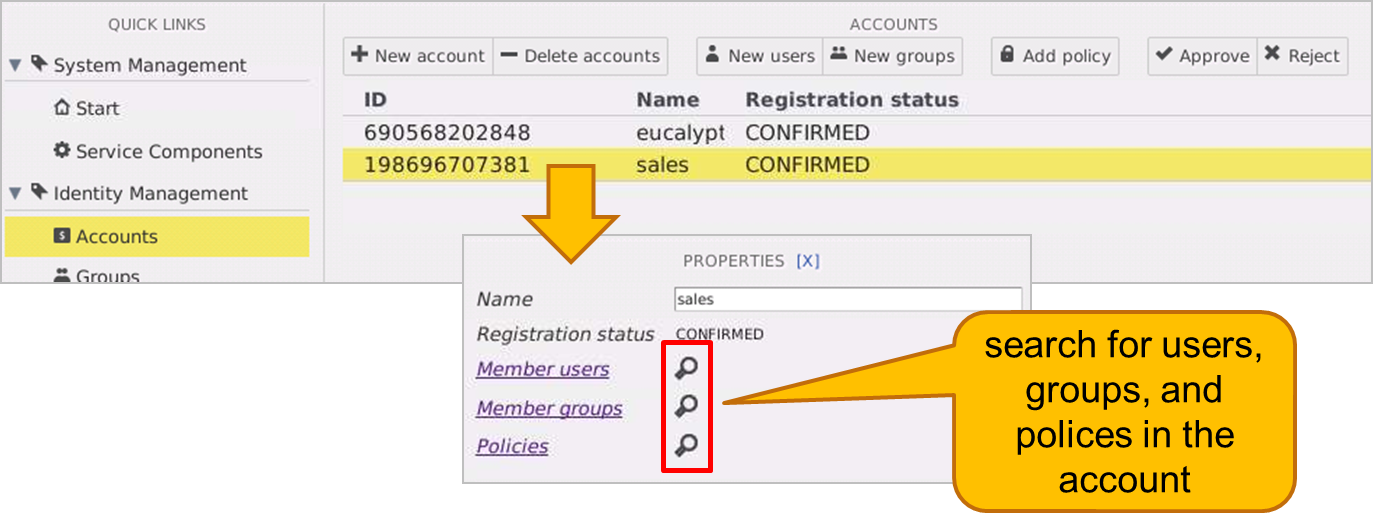 QUICK LINKS
System Management
Start
Service Components
Identity Management
Accounts
Groups
ACCOUNTS
New account Delete accounts New users New groups Add policy Approve Reject
ID Name Registration status
690568202848 eucalypt CONFIRMED
198696707381 sales CONFIRMED
PROPERTIES [X]
Name sales
Registration status CONFIRMED
Member users
Member groups
Policies
search for users,
groups, and
polices in the
account